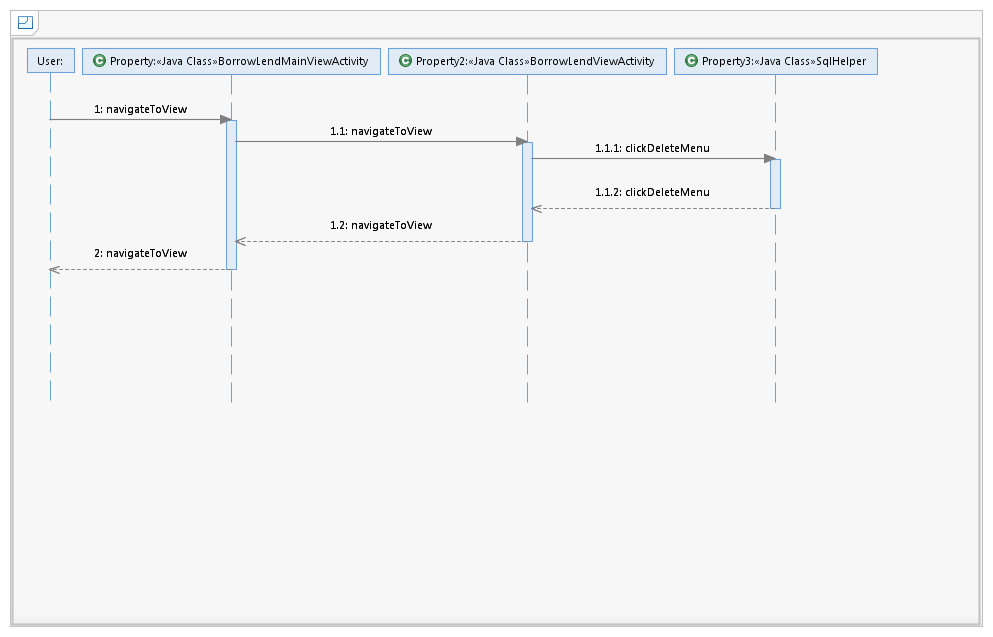 User:
C Property:«Java Class»BorrowLendMainViewActivity
C Property2:«Java Class»BorrowLendViewActivity
C Property3:«Java Class»SqlHelper
1: navigateToView
1.1: navigateToView
1.1.1: clickDeleteMenu
1.1.2: clickDeleteMenu
1.2: navigateToView
2: navigateToView